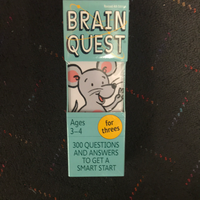 BRAIN
QUEST
Ages
3-4
for
threes
300 QUESTIONS
AND ANSWERS
TO GET A
SMART START